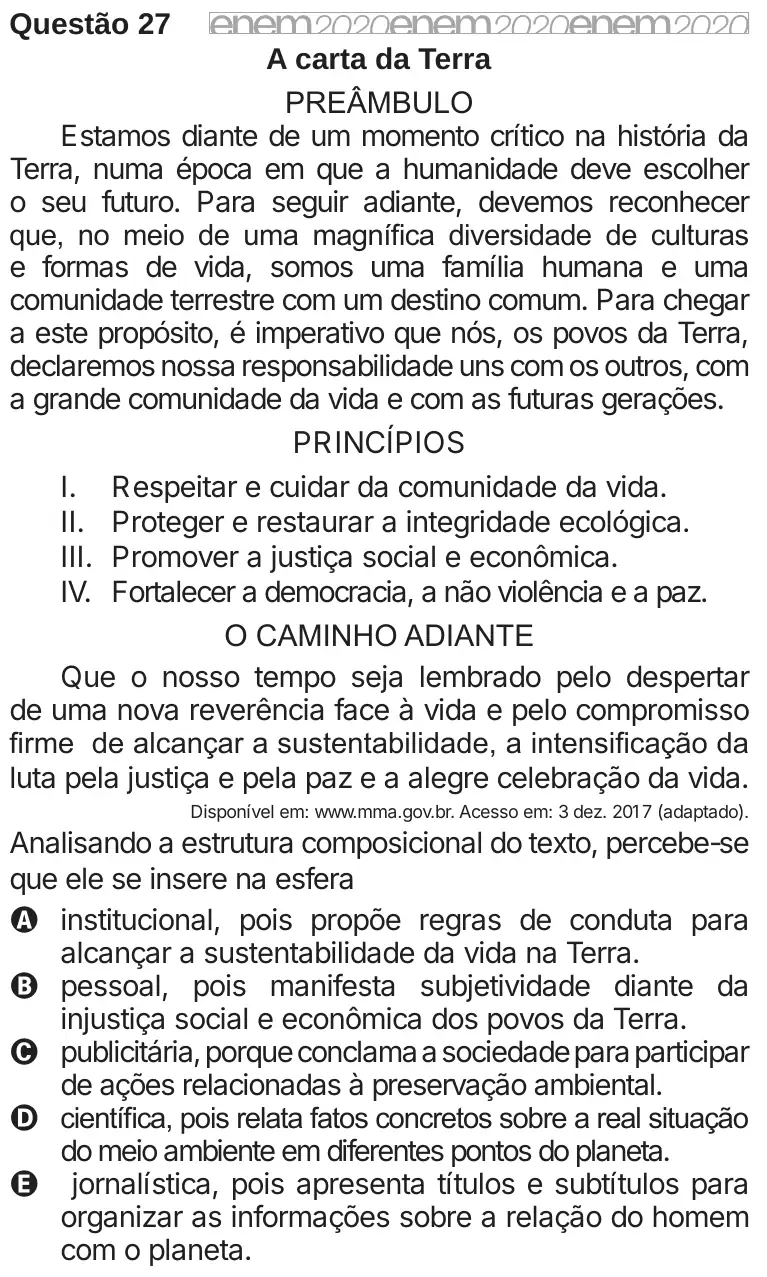 Questão 27 enem2020enem2020enem2020
A carta da Terra
PREÂMBULO
Estamos diante de um momento crítico na história da
Terra, numa época em que a humanidade deve escolher
o seu futuro. Para seguir adiante, devemos reconhecer
que, no meio de uma magnífica diversidade de culturas
e formas de vida, somos uma família humana e uma
comunidade terrestre com um destino comum. Para chegar
a este propósito, é imperativo que nós, os povos da Terra,
declaremos nossa responsabilidade uns com os outros, com
a grande comunidade da vida e com as futuras gerações.
PRINCÍPIOS
I. Respeitar e cuidar da comunidade da vida.
II. Proteger e restaurar a integridade ecológica.
III. Promover a justiça social e econômica.
IV. Fortalecer a democracia, a não violência e a paz.
O CAMINHO ADIANTE
Que o nosso tempo seja lembrado pelo despertar
de uma nova reverência face à vida e pelo compromisso
firme de alcançar a sustentabilidade, a intensificação da
luta pela justiça e pela paz e a alegre celebração da vida.
Disponível em: www.mma.gov.br. Acesso em: 3 dez. 2017 (adaptado).
Analisando a estrutura composicional do texto, percebe-se
que ele se insere na esfera
A institucional, pois propõe regras de conduta para
alcançar a sustentabilidade da vida na Terra.
B pessoal, pois manifesta subjetividade diante da
injustiça social e econômica dos povos da Terra.
C publicitária, porque conclama a sociedade para participar
de ações relacionadas à preservação ambiental.
D científica, pois relata fatos concretos sobre a real situação
do meio ambiente em diferentes pontos do planeta.
E jornalística, pois apresenta títulos e subtítulos para
organizar as informações sobre a relação do homem
com o planeta.